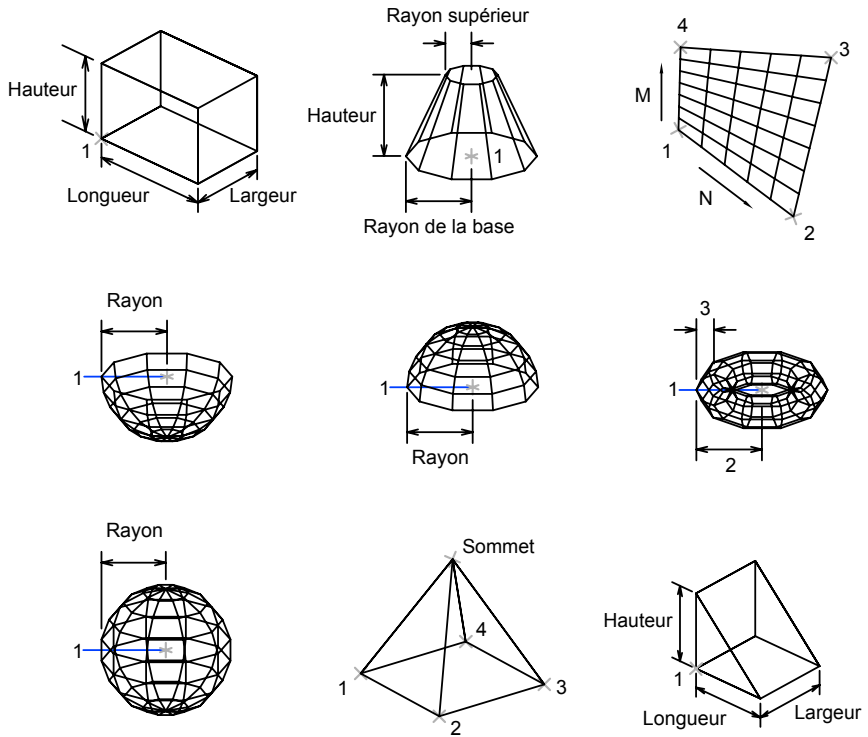 Hauteur
1
Longueur
Largeur
Rayon supérieur
Hauteur
1
Rayon de la base
4
3
M
1
N
2
Rayon
1
1
Rayon
3
1
2
Rayon
1
Sommet
4
1
3
2
Hauteur
1
Longueur
Largeur